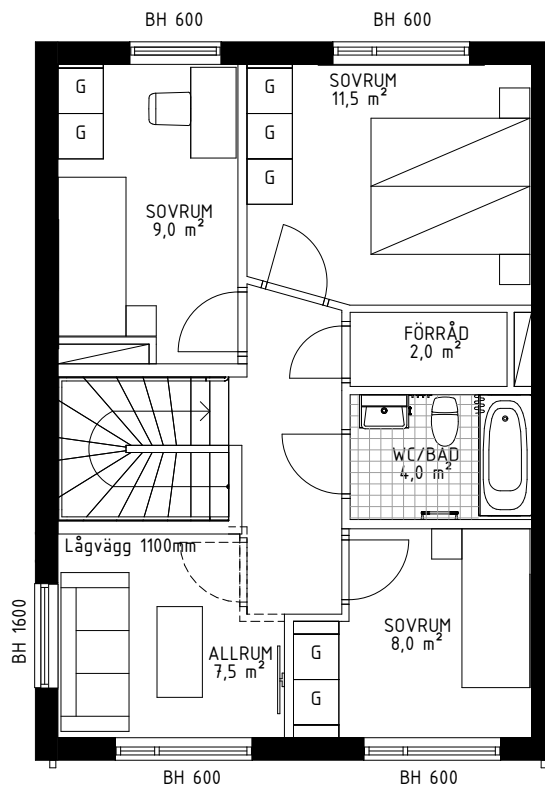 BH 600
BH 600
G
G
SOVRUM
11,5 m²
G
G
G
SOVRUM
9,0 m²
FÖRRÅD
2,0 m²
WC/BAD
4,0 m²
Lågvägg 1100mm
BH 1600
ALLRUM
7,5 m²
SOVRUM
8,0 m²
G
G
BH 600
BH 600